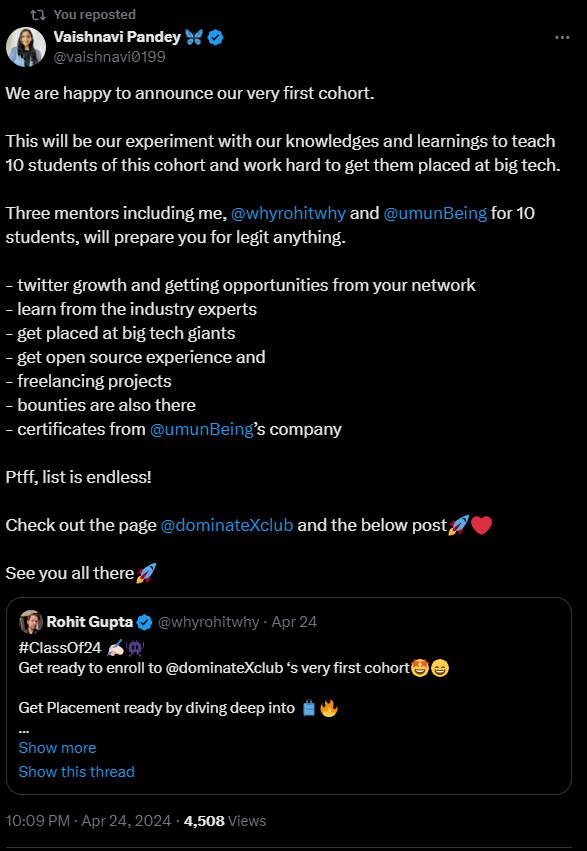 You reposted
Vaishnavi Pandey 🦋
@vaishnavi0199
We are happy to announce our very first cohort.
This will be our experiment with our knowledges and learnings to teach
10 students of this cohort and work hard to get them placed at big tech.
Three mentors including me, @whyrohitwhy and @umunBeing for 10
students, will prepare you for legit anything.
- twitter growth and getting opportunities from your network
- learn from the industry experts
- get placed at big tech giants
- get open source experience and
- freelancing projects
- bounties are also there
- certificates from @umunBeing’s company
Ptff, list is endless!
Check out the page @dominateXclub and the below post🚀❤️
See you all there🚀
Rohit Gupta @whyrohitwhy · Apr 24
#ClassOf24 ✍🏻👾
Get ready to enroll to @dominateXclub ‘s very first cohort🤩😁
Get Placement ready by diving deep into 🧳🔥
...
Show more
Show this thread
10:09 PM · Apr 24, 2024 · 4,508 Views